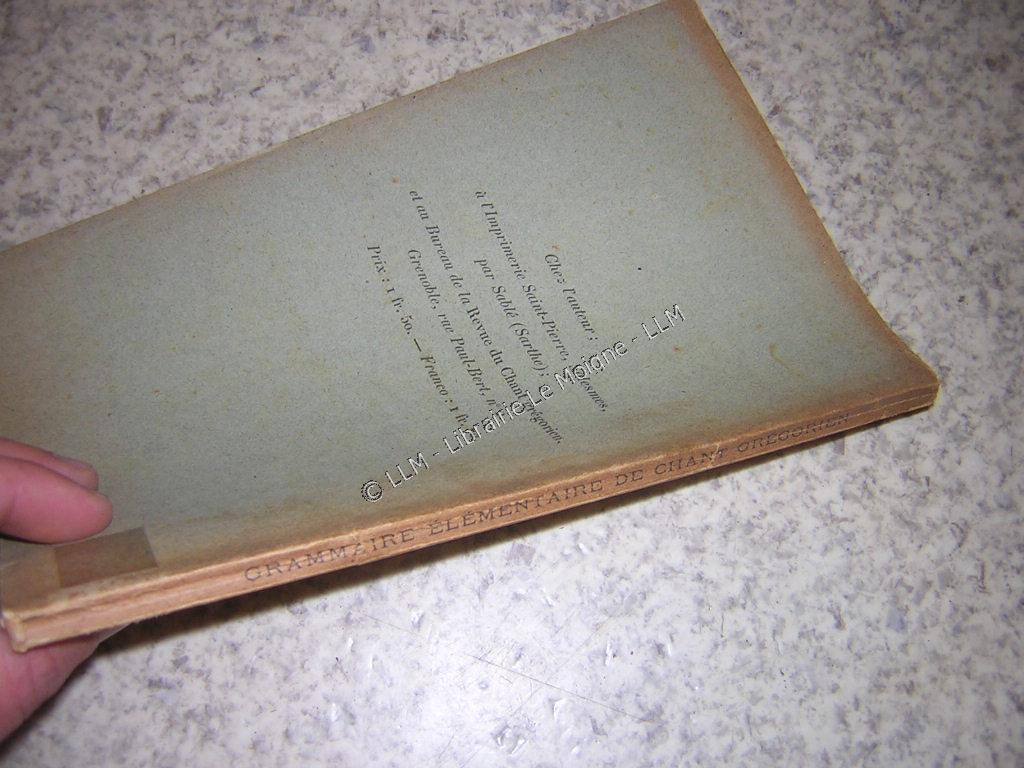 Chez l'auteur ;
à l'Imprimerie Saint-Pierre,
par Sablé (Sarthe) ;
et au Bureau de la Revue du Chant grégorien,
Grenoble, rue Paul-Bert,
Prix : 1 fr. 50. — Franco : 1 fr.
GRAMMAIRE ÉLÉMENTAIRE DE CHANT GRÉGORIEN
© LLM - Librairie Le Moigne - LLM